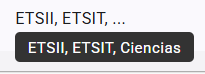 ETSII, ETSIT, ...
ETSII, ETSIT, Ciencias